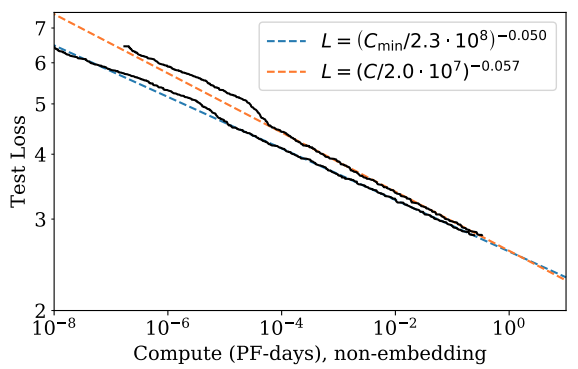 7
6
5
4
3
2
Test Loss
L = (C_min/2.3 · 10^8)^−0.050
L = (C/2.0 · 10^7)^−0.057
10^−8 10^−6 10^−4 10^−2 10^0
Compute (PF-days), non-embedding